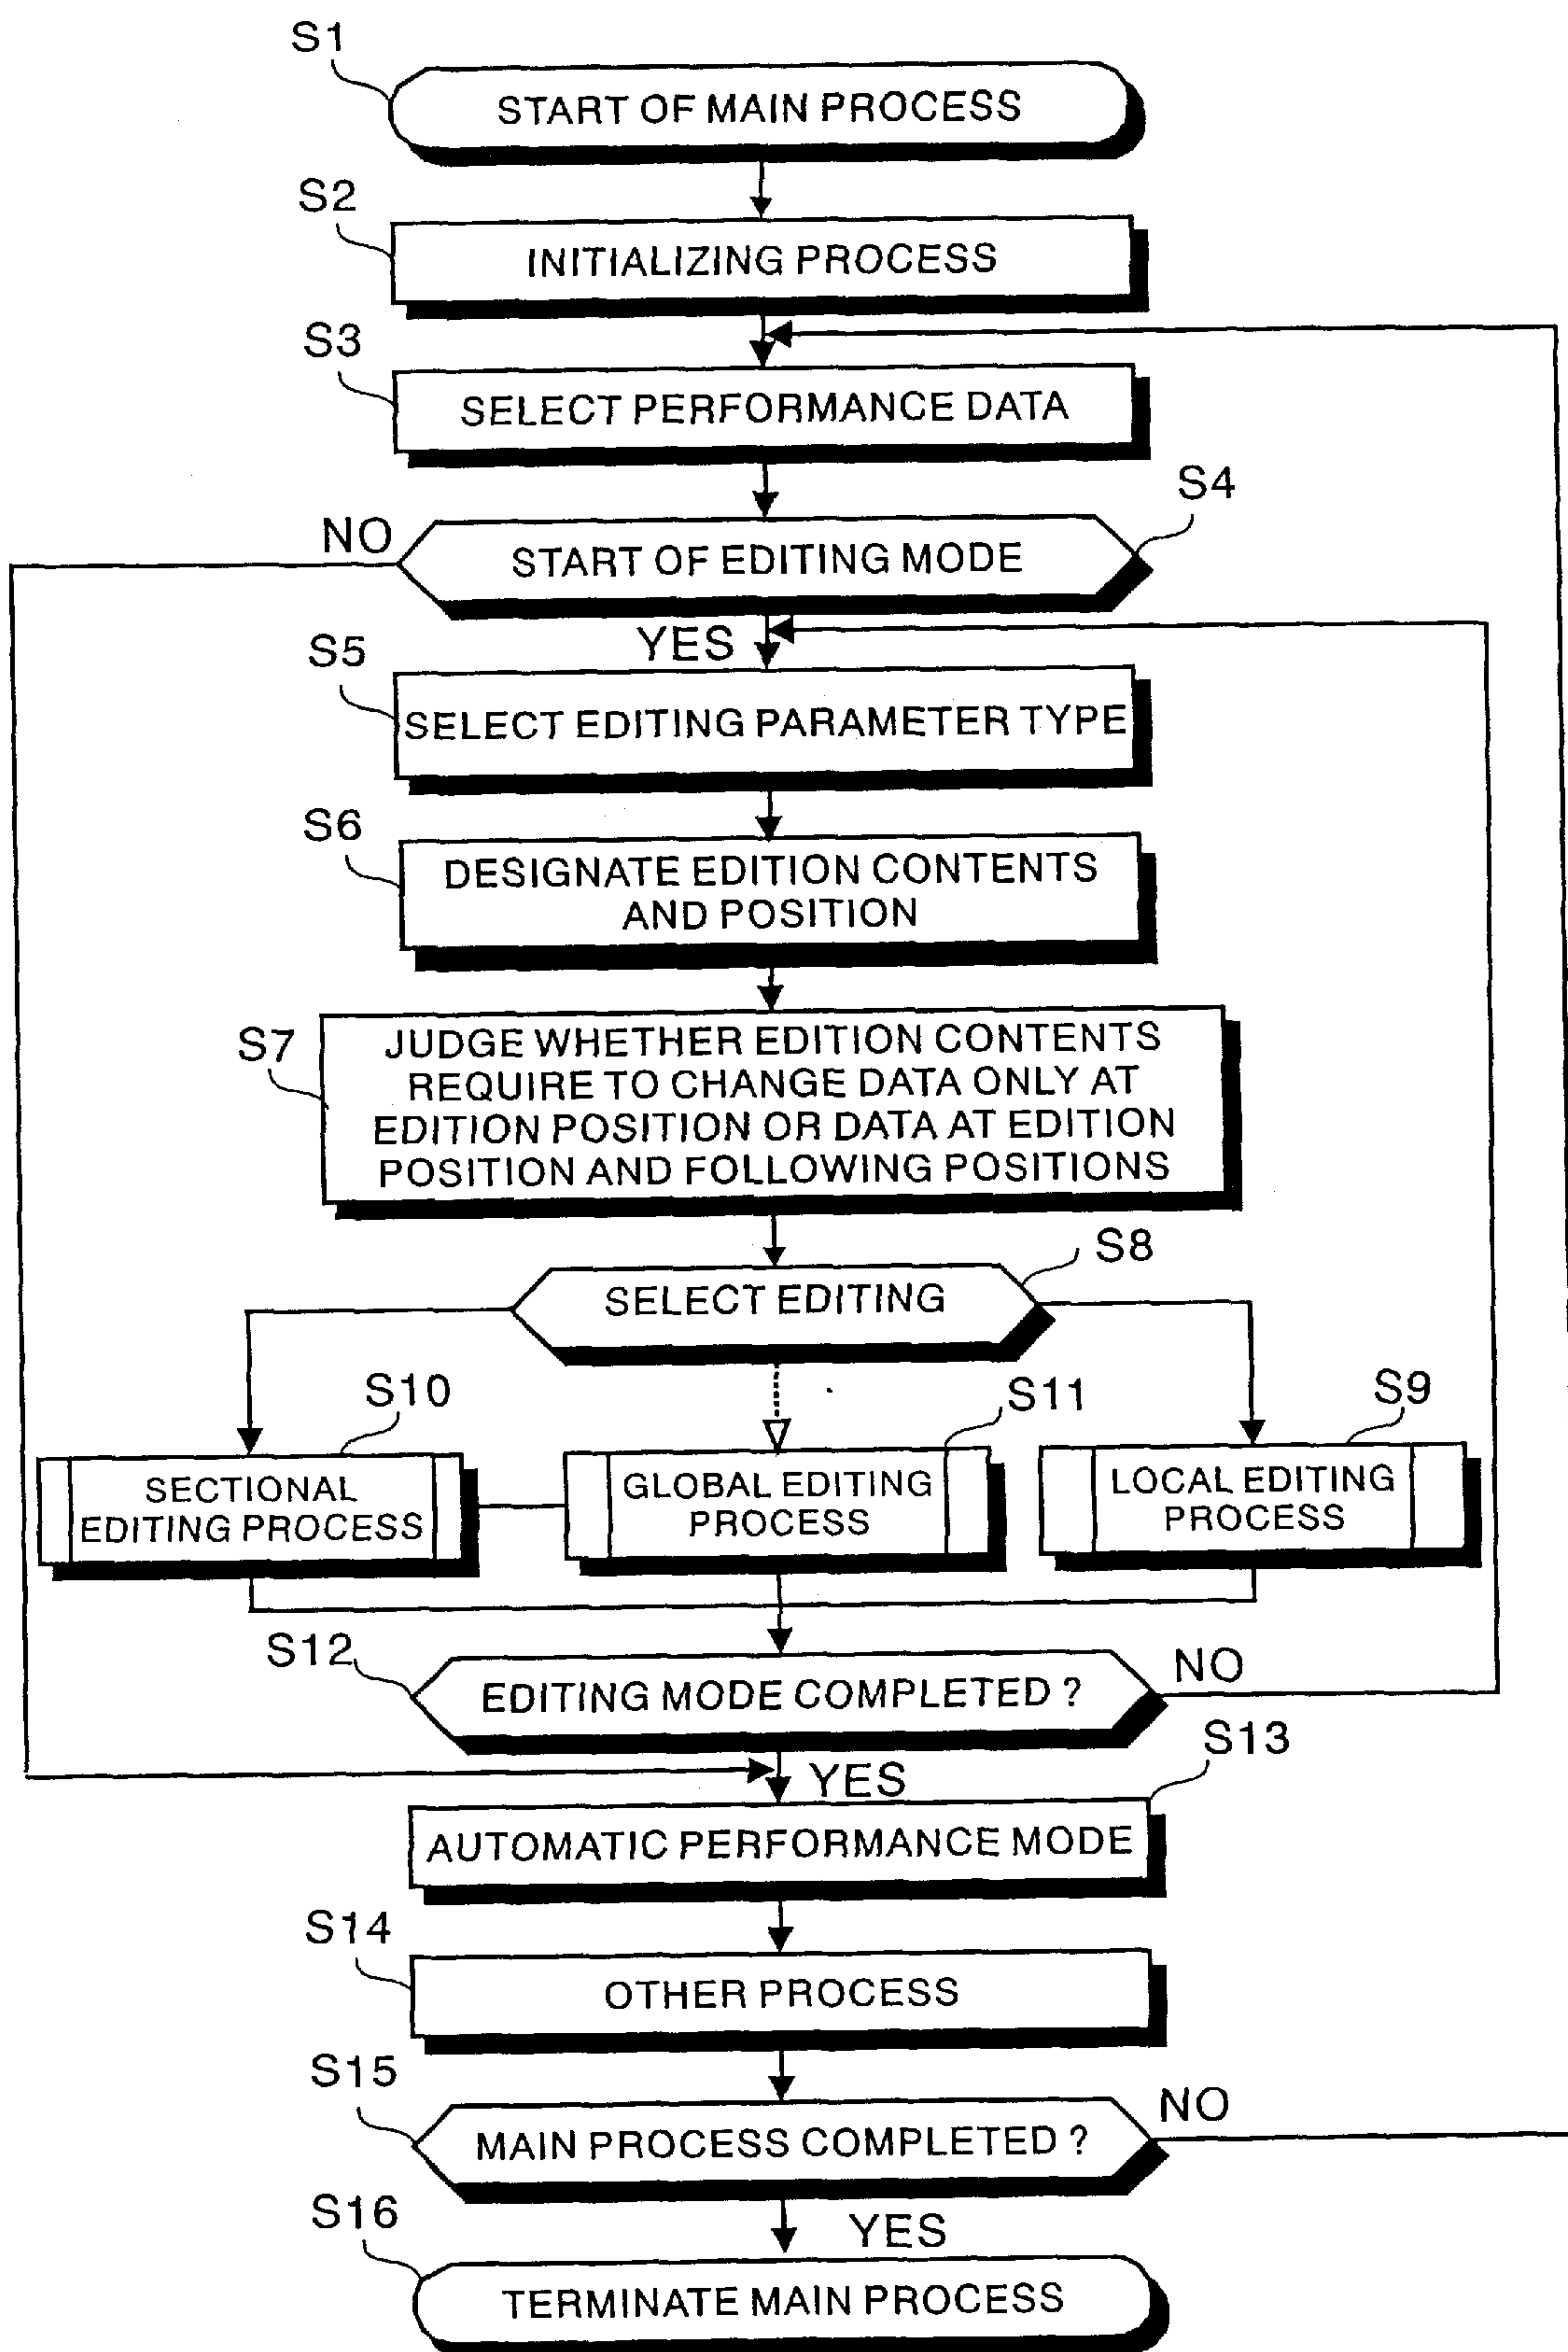 S1
START OF MAIN PROCESS
S2
INITIALIZING PROCESS
S3
SELECT PERFORMANCE DATA
S4
NO
START OF EDITING MODE
YES
S5
SELECT EDITING PARAMETER TYPE
S6
DESIGNATE EDITION CONTENTS
AND POSITION
S7
JUDGE WHETHER EDITION CONTENTS
REQUIRE TO CHANGE DATA ONLY AT
EDITION POSITION OR DATA AT EDITION
POSITION AND FOLLOWING POSITIONS
S8
SELECT EDITING
S10
S11
S9
SECTIONAL
EDITING PROCESS
GLOBAL EDITING
PROCESS
LOCAL EDITING
PROCESS
S12
EDITING MODE COMPLETED ?
NO
S13
YES
AUTOMATIC PERFORMANCE MODE
S14
OTHER PROCESS
S15
MAIN PROCESS COMPLETED ?
NO
S16
YES
TERMINATE MAIN PROCESS